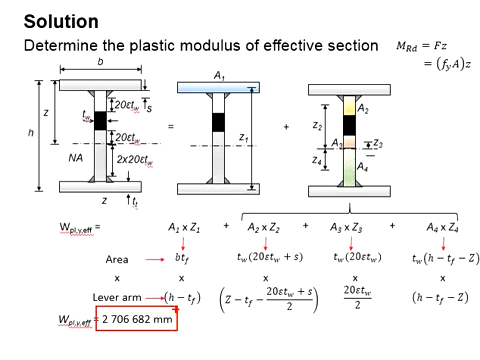 Solution
Determine the plastic modulus of effective section
M_Rd = Fz
= (f_y A)z
b
A_1
20εt_w
s
t_w
A_2
z
h
20εt_w
=
z_1
+
z_2
A_3
z_3
NA
2x20εt_w
z_4
A_4
z
t_f
W_pl,y,eff = A_1 x Z_1 + A_2 x Z_2 + A_3 x Z_3 + A_4 x Z_4
Area bt_f t_w(20εt_w + s) t_w(20εt_w) t_w(h − t_f − Z)
x x x x x
Lever arm (h − t_f) (Z − t_f − (20εt_w + s)/2) 20εt_w/2 (h − t_f − Z)
W_pl,y,eff = 2 706 682 mm